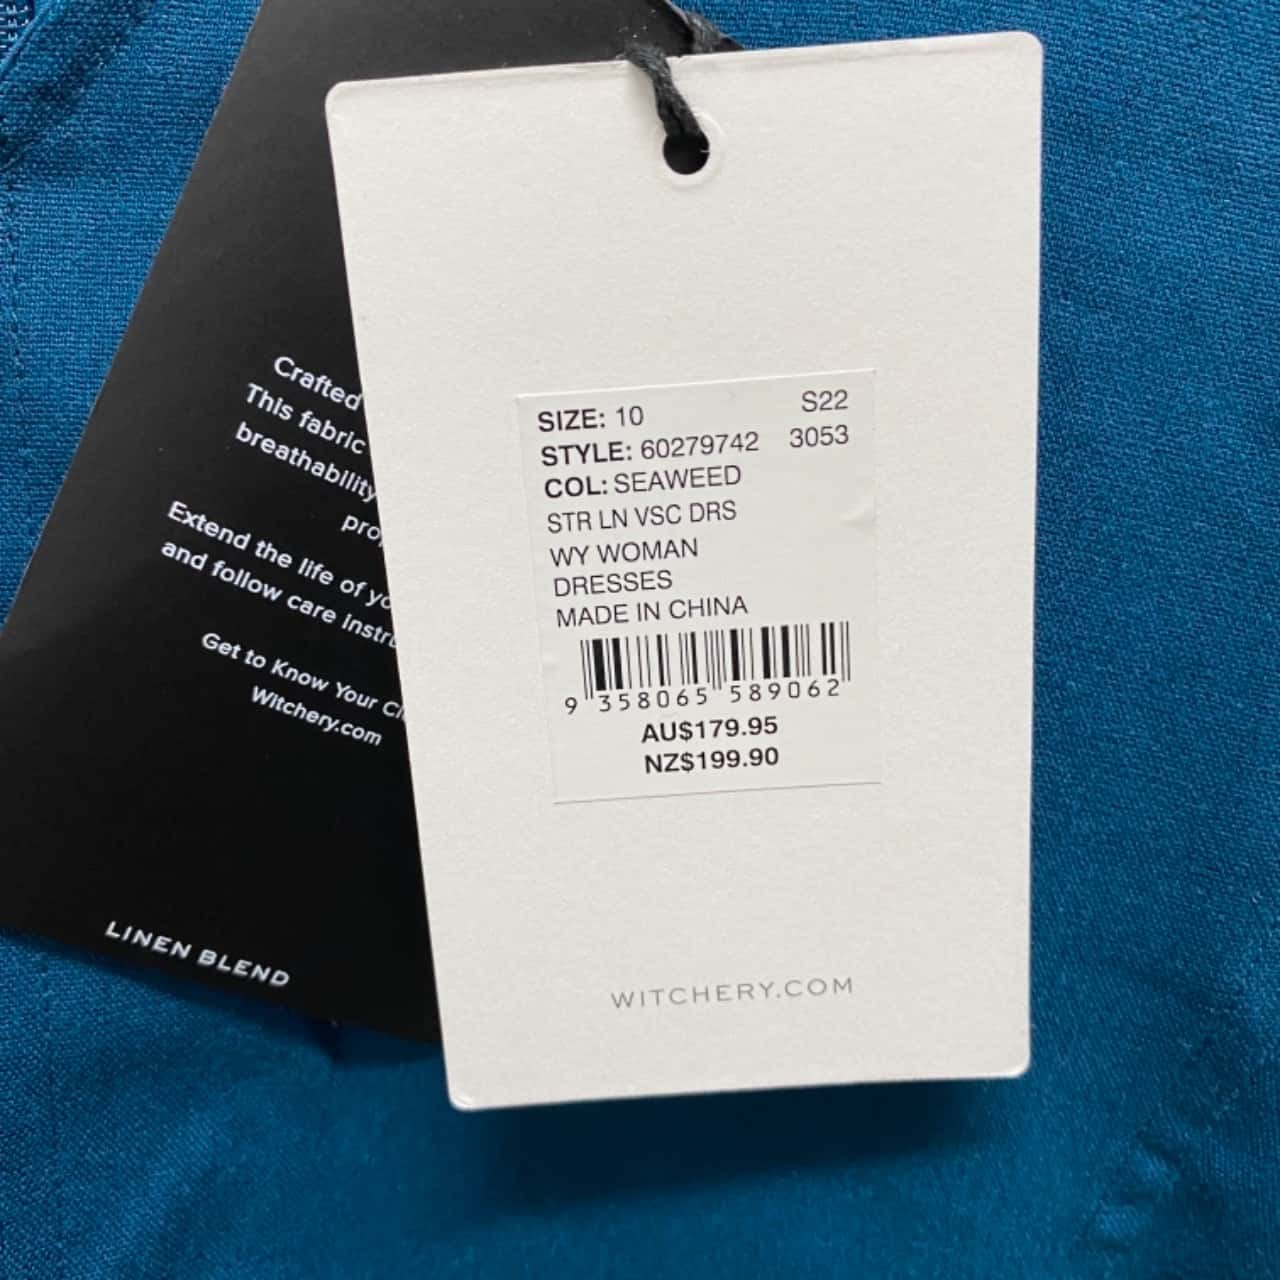 Crafted
This fabric
breathability
Extend the life of
and follow care
Get to Know Your
Witchery.com
LINEN BLEND
SIZE: 10 S22
STYLE: 60279742 3053
COL: SEAWEED
STR LN VSC DRS
WY WOMAN
DRESSES
MADE IN CHINA
9 358065 589062
AU$179.95
NZ$199.90
WITCHERY.COM